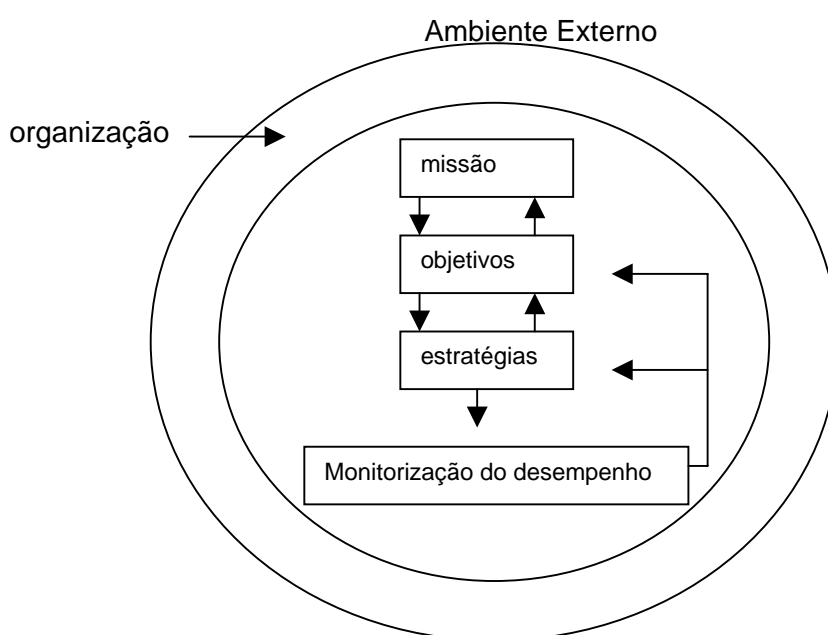 Ambiente Externo
organização
missão
objetivos
estratégias
Monitorização do desempenho